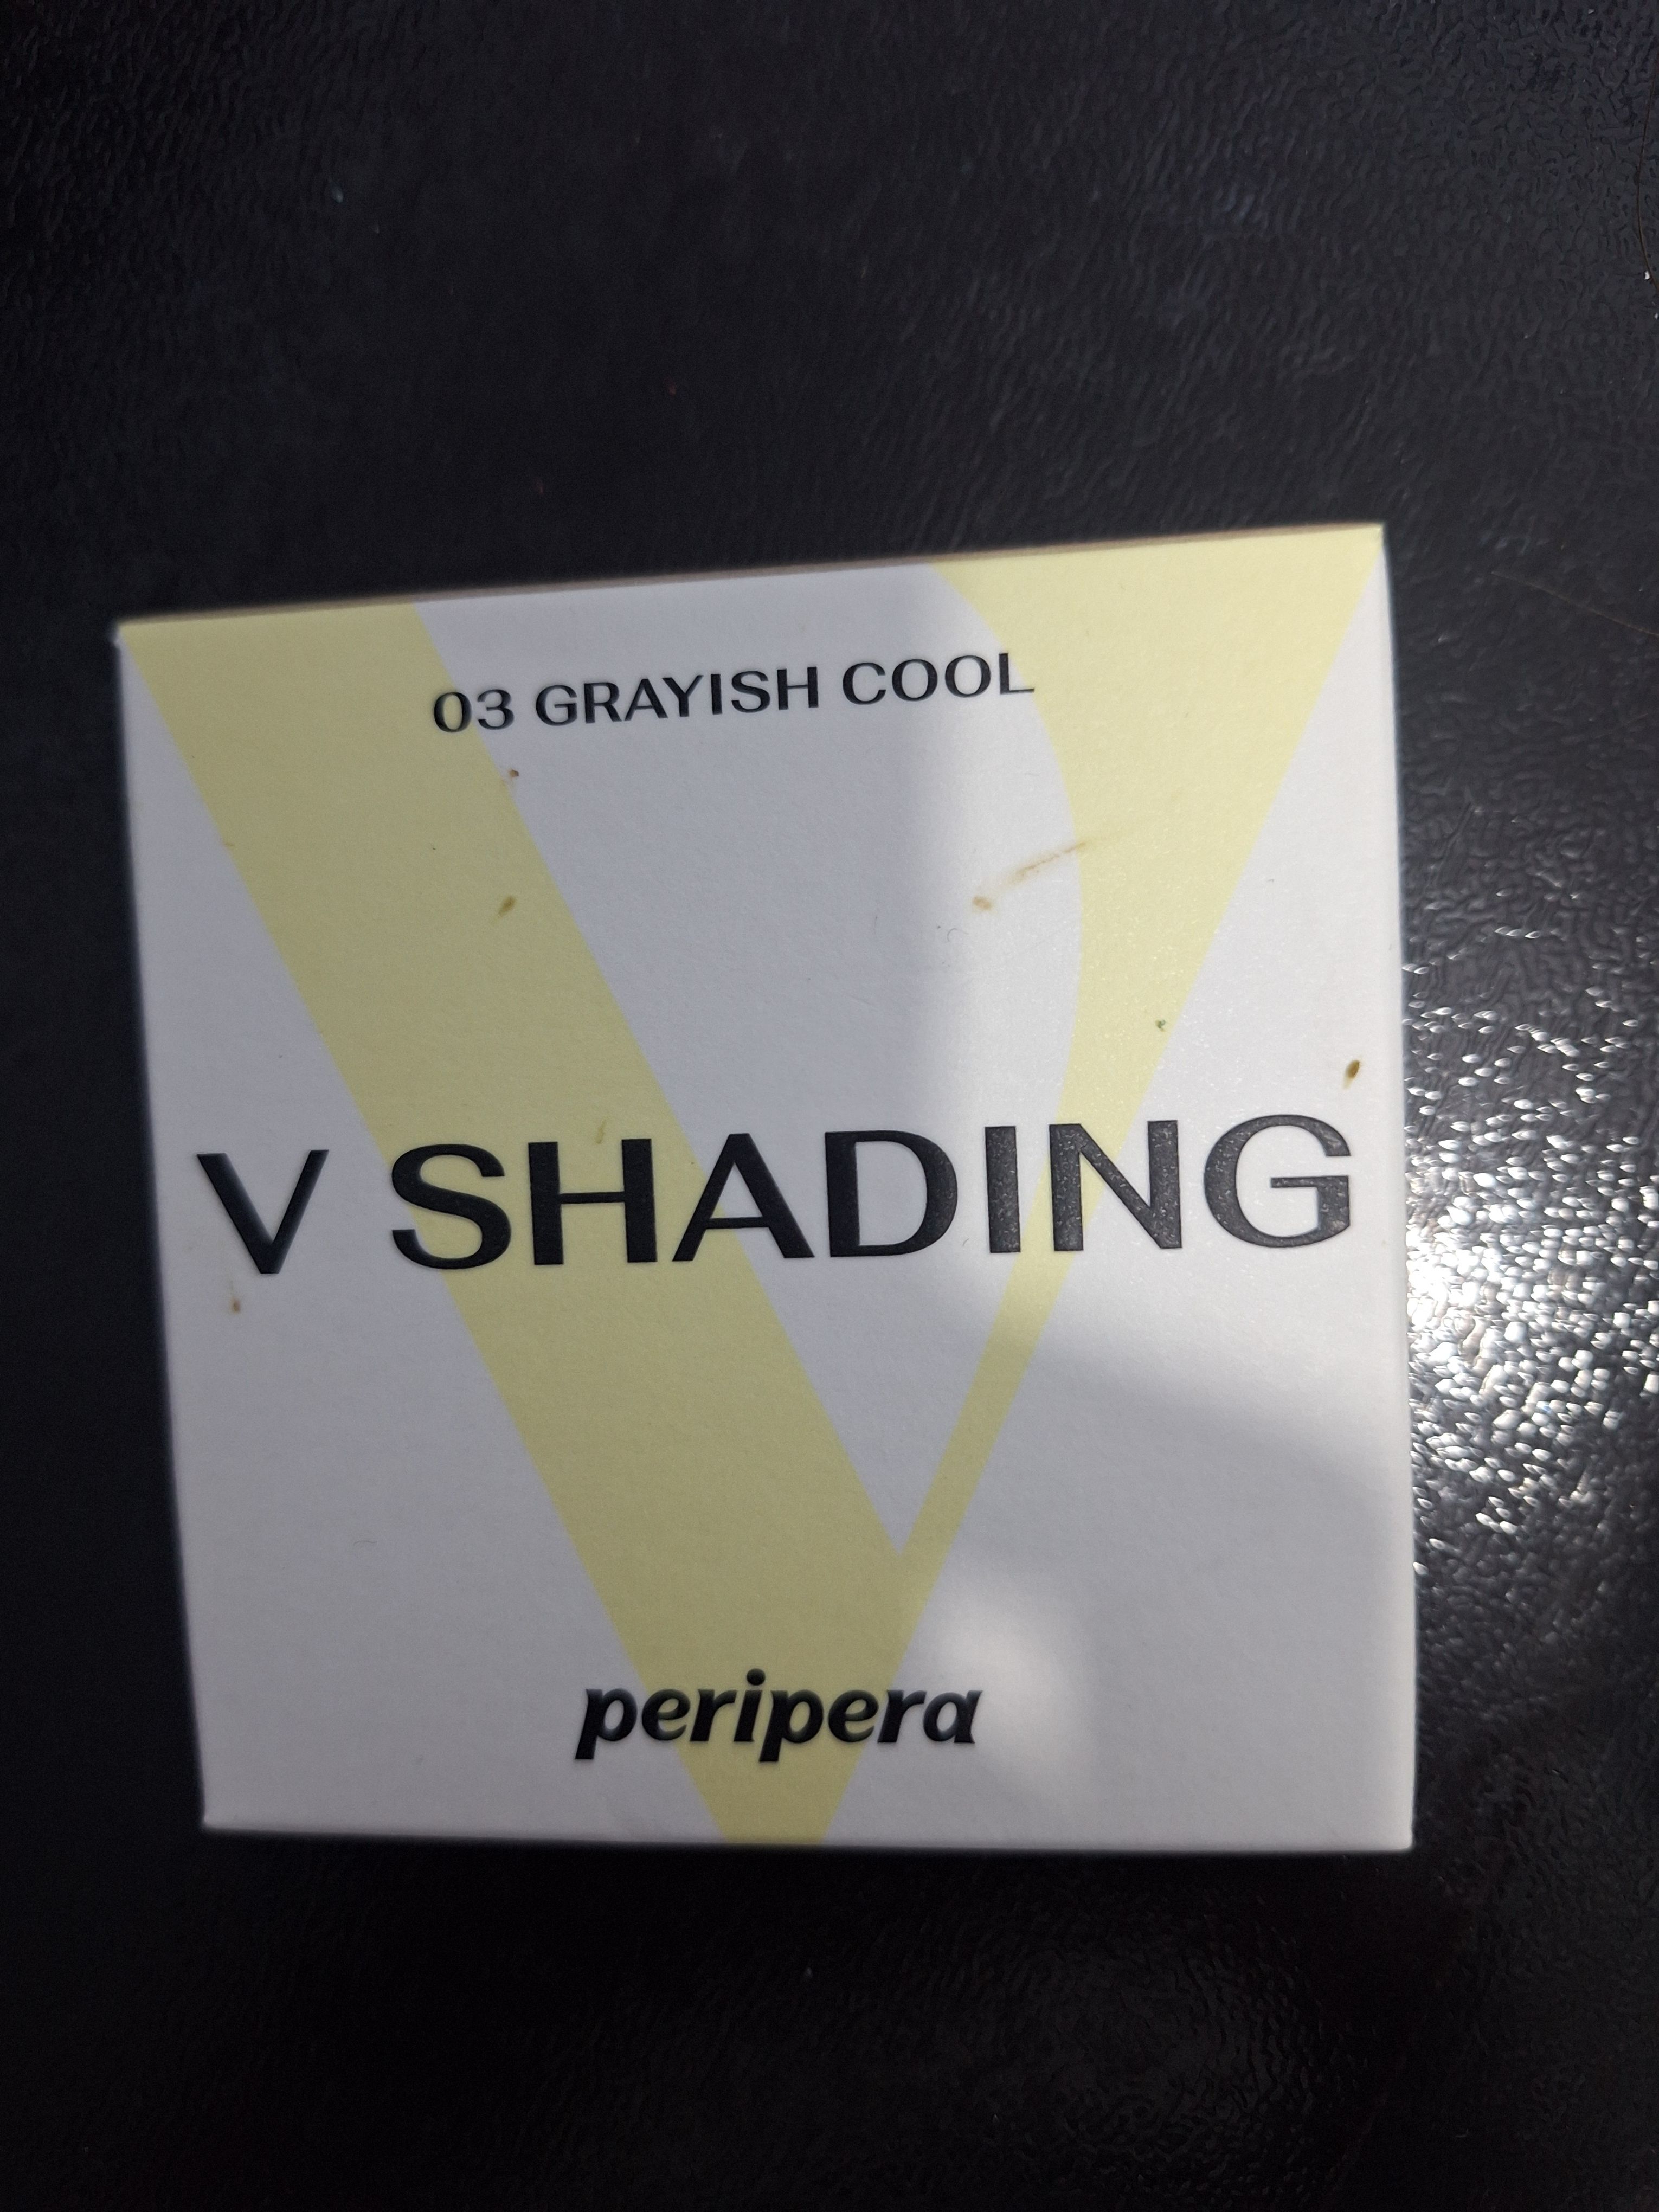 03 GRAYISH COOL
V SHADING
peripera